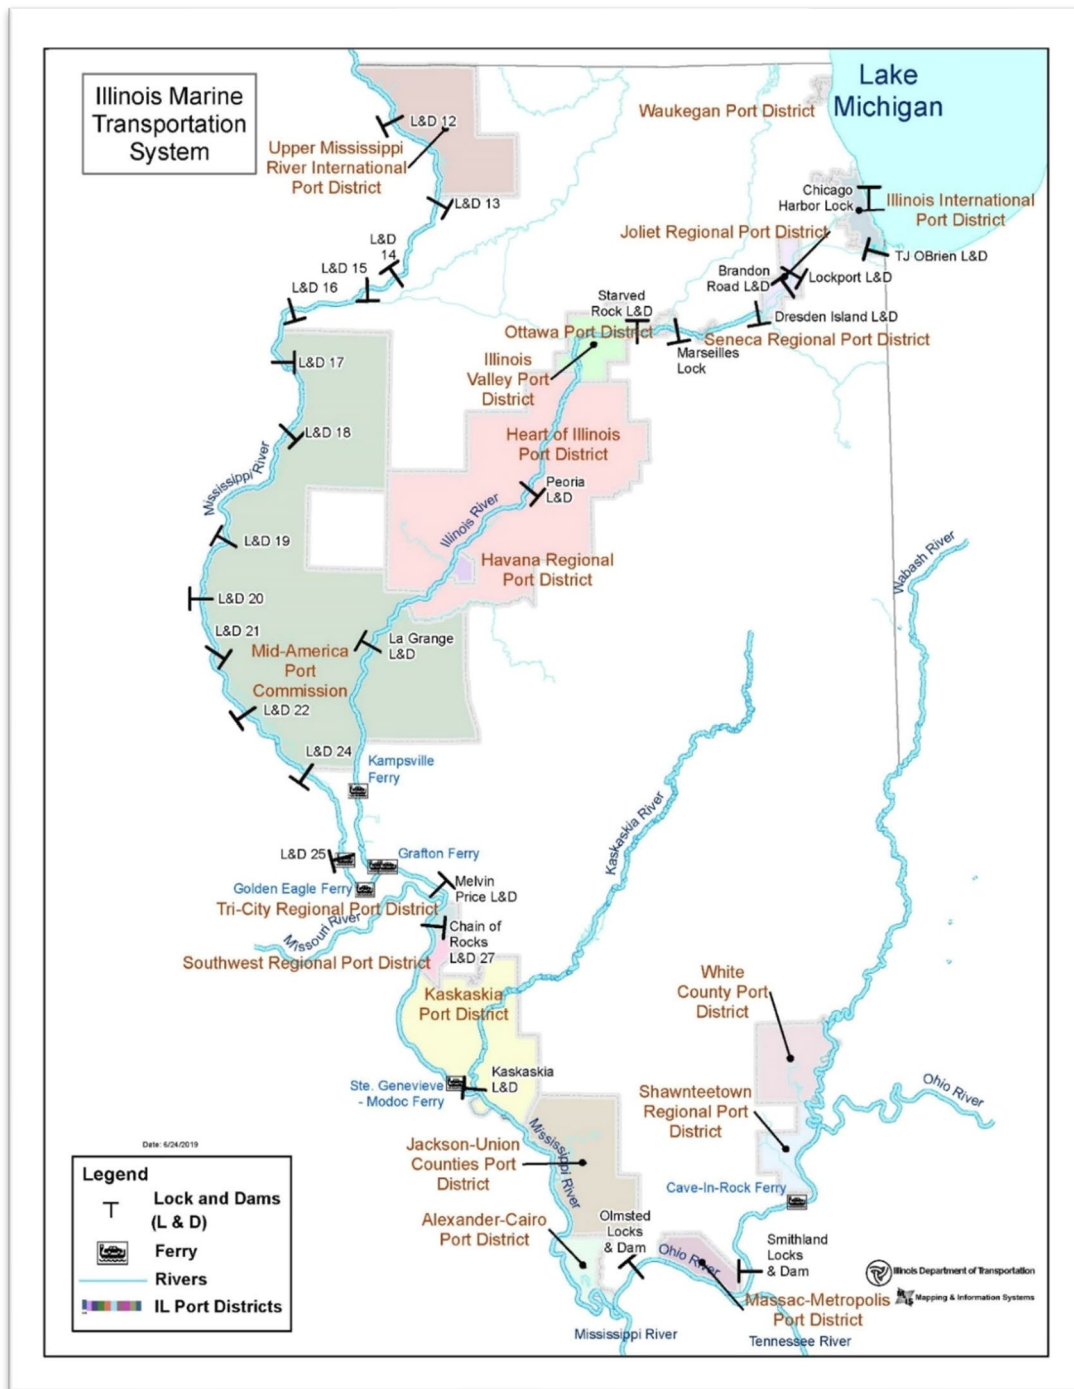 Illinois Marine
Transportation
System
Lake
Michigan
Waukegan Port District
L&D 12
Upper Mississippi
River International
Port District
L&D 13
Chicago
Harbor Lock
Illinois International
Port District
Joliet Regional Port District
TJ OBrien L&D
L&D
14
L&D 15
L&D 16
Brandon
Road L&D
Lockport L&D
Starved
Rock L&D
Dresden Island L&D
Ottawa Port District
Seneca Regional Port District
Marseilles
Lock
Illinois
Valley Port
District
L&D 17
L&D 18
Heart of Illinois
Port District
Mississippi River
Peoria
L&D
Illinois River
L&D 19
Havana Regional
Port District
Wabash River
L&D 20
L&D 21
La Grange
L&D
Mid-America
Port
Commission
L&D 22
L&D 24
Kampsville
Ferry
Kaskaskia River
L&D 25
Grafton Ferry
Golden Eagle Ferry
Melvin
Price L&D
Tri-City Regional Port District
Missouri River
Chain of
Rocks
L&D 27
Southwest Regional Port District
Kaskaskia
Port District
White
County Port
District
Kaskaskia
L&D
Ste. Genevieve
- Modoc Ferry
Shawnteetown
Regional Port
District
Ohio River
Mississippi River
Jackson-Union
Counties Port
District
Cave-In-Rock Ferry
Alexander-Cairo
Port District
Olmsted
Locks
& Dam
Ohio River
Smithland
Locks
& Dam
Massac-Metropolis
Port District
Mississippi River
Tennessee River
Date: 6/24/2019
Legend
Lock and Dams
(L & D)
Ferry
Rivers
IL Port Districts
Illinois Department of Transportation
Mapping & Information Systems